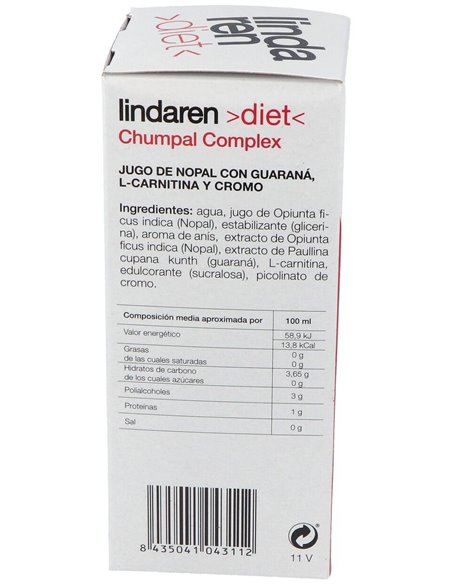 linda
ren
>diet<
lindaren >diet<
Chumpal Complex
JUGO DE NOPAL CON GUARANÁ,
L-CARNITINA Y CROMO
Ingredientes: agua, jugo de Opiunta fi-
cus indica (Nopal), estabilizante (gliceri-
na), aroma de anís, extracto de Opiunta
ficus indica (Nopal), extracto de Paullina
cupana kunth (guaraná), L-carnitina,
edulcorante (sucralosa), picolinato de
cromo.
Composición media aproximada por 100 ml
Valor energético 58,9 kJ
13,8 kCal
Grasas 0 g
de las cuales saturadas 0 g
Hidratos de carbono 3,65 g
de los cuales azúcares 0 g
Polialcoholes 3 g
Proteinas 1 g
Sal 0 g
8 435041 043112
11 V